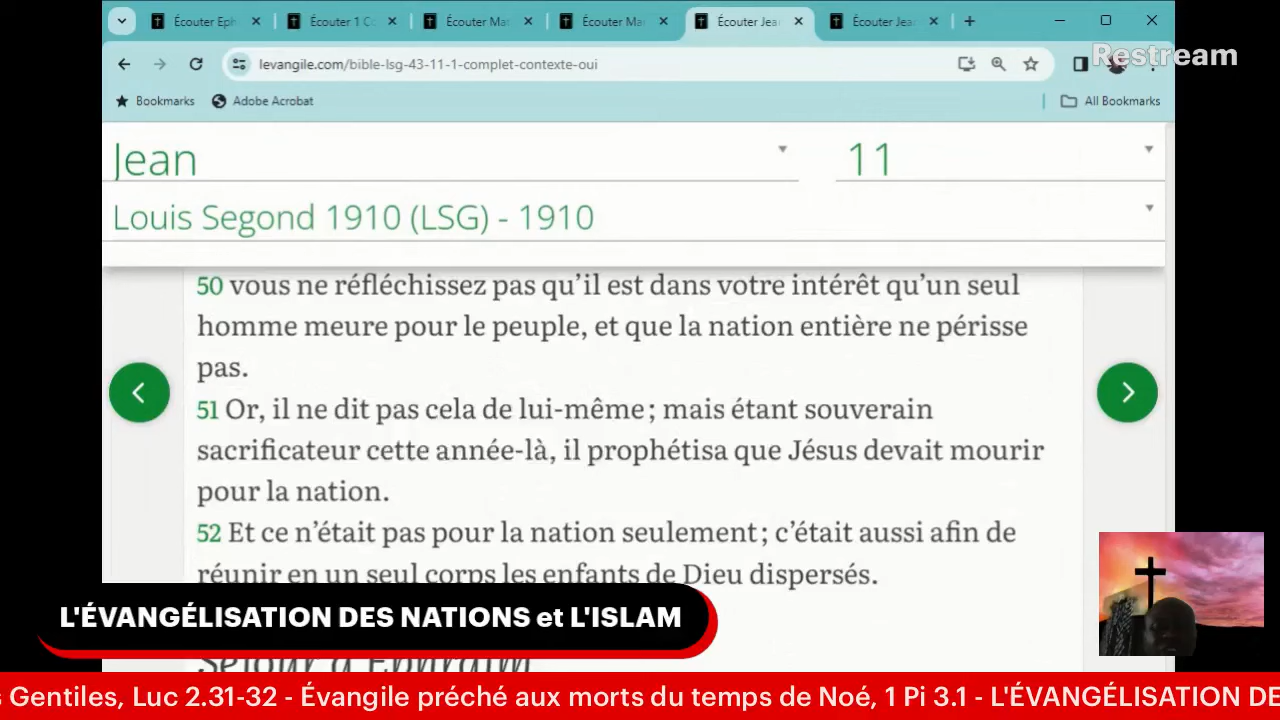 Écouter Eph
Écouter 1 Co
Écouter Mat
Écouter Mar
Écouter Jea
Écouter Jea
levangile.com/bible-lsg-43-11-1-complet-contexte-oui
Restream
Bookmarks
Adobe Acrobat
All Bookmarks
Jean
11
Louis Segond 1910 (LSG) - 1910
50 vous ne réfléchissez pas qu’il est dans votre intérêt qu’un seul
homme meure pour le peuple, et que la nation entière ne périsse
pas.
51 Or, il ne dit pas cela de lui-même ; mais étant souverain
sacrificateur cette année-là, il prophétisa que Jésus devait mourir
pour la nation.
52 Et ce n’était pas pour la nation seulement ; c’était aussi afin de
réunir en un seul corps les enfants de Dieu dispersés.
L'ÉVANGÉLISATION DES NATIONS et L'ISLAM
Séjour à Ephraïm
s Gentiles, Luc 2.31-32 - Évangile préché aux morts du temps de Noé, 1 Pi 3.1 - L'ÉVANGÉLISATION DE